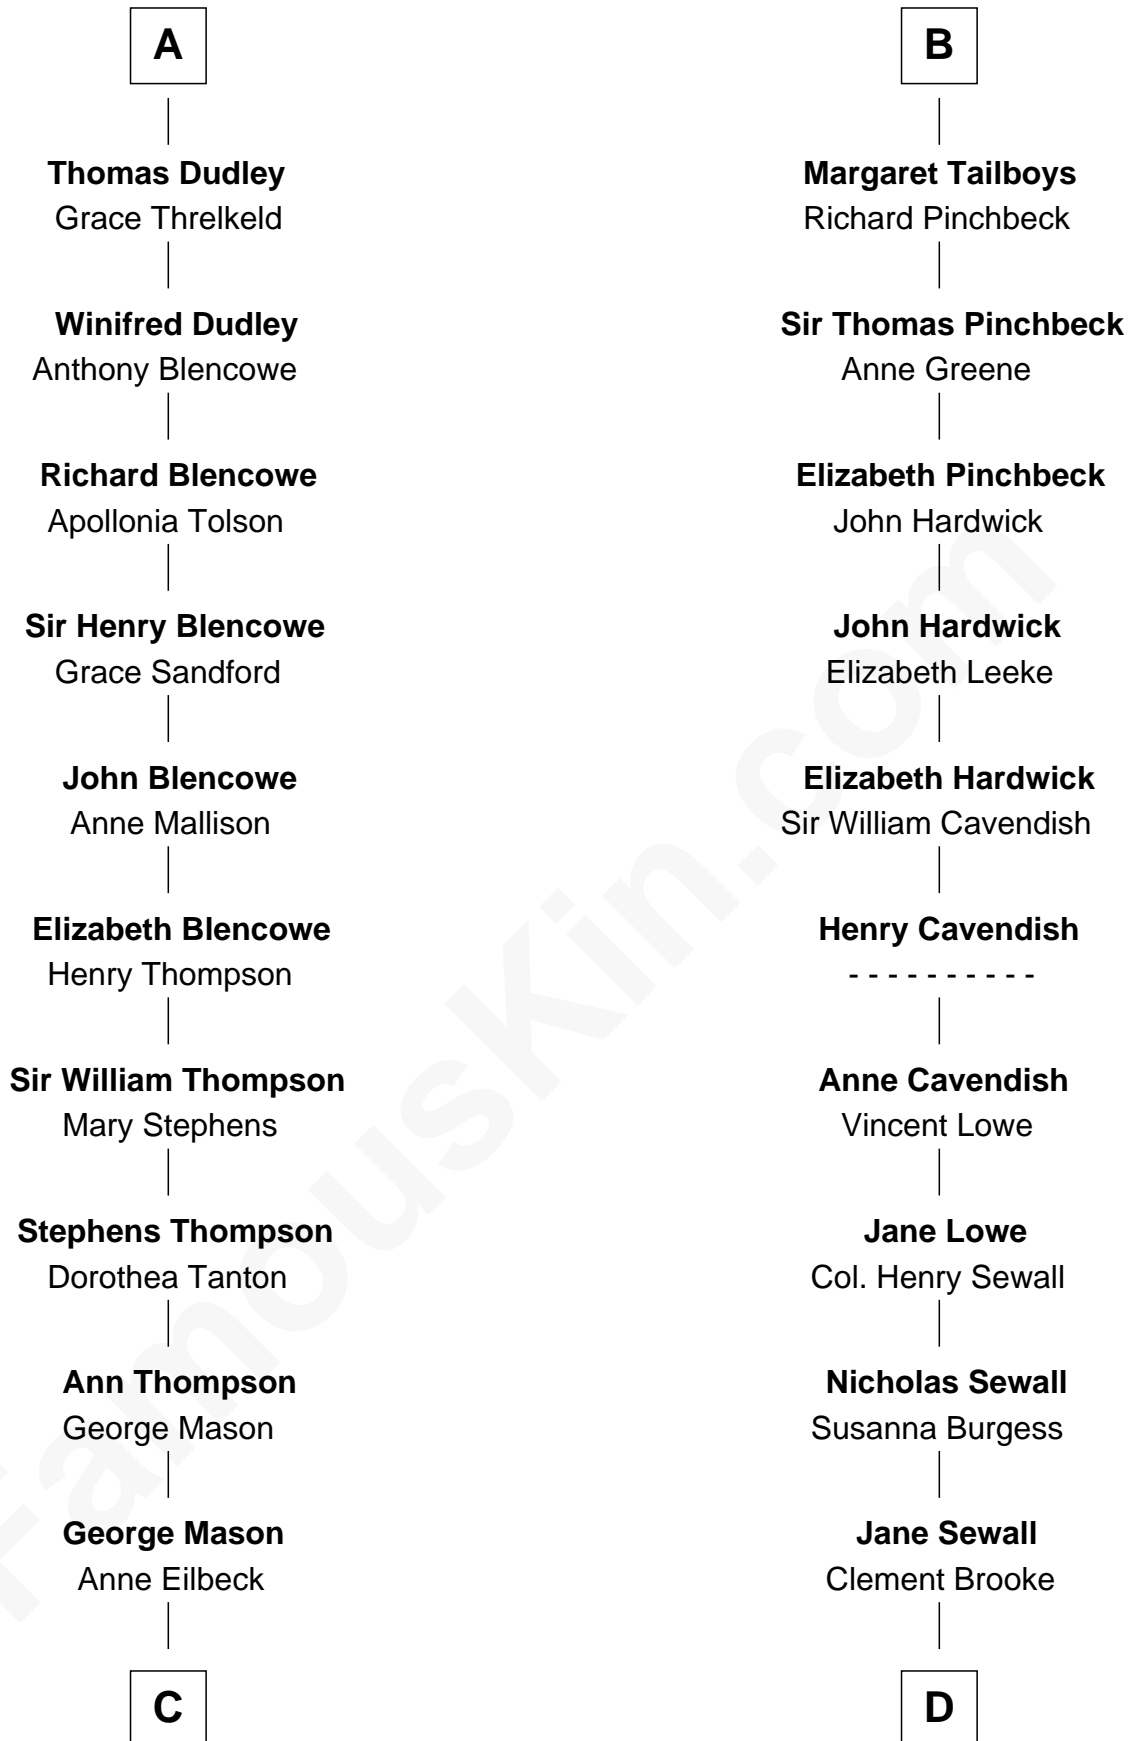 A
Thomas Dudley
Grace Threlkeld
Winifred Dudley
Anthony Blencowe
Richard Blencowe
Apollonia Tolson
Sir Henry Blencowe
Grace Sandford
John Blencowe
Anne Mallison
Elizabeth Blencowe
Henry Thompson
Sir William Thompson
Mary Stephens
Stephens Thompson
Dorothea Tanton
Ann Thompson
George Mason
George Mason
Anne Eilbeck
C
B
Margaret Tailboys
Richard Pinchbeck
Sir Thomas Pinchbeck
Anne Greene
Elizabeth Pinchbeck
John Hardwick
John Hardwick
Elizabeth Leeke
Elizabeth Hardwick
Sir William Cavendish
Henry Cavendish
- - - - - - - - - -
Anne Cavendish
Vincent Lowe
Jane Lowe
Col. Henry Sewall
Nicholas Sewall
Susanna Burgess
Jane Sewall
Clement Brooke
D
FamousKin.com